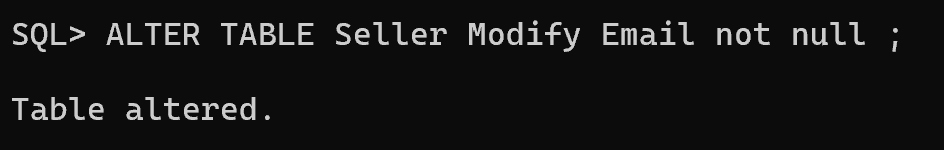 SQL> ALTER TABLE Seller Modify Email not null ;
Table altered.